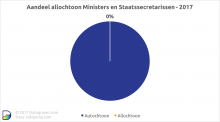 Aandeel allochtoon Ministers en Staatssecretarissen - 2017
0%
Autochtoon
Allochtoon